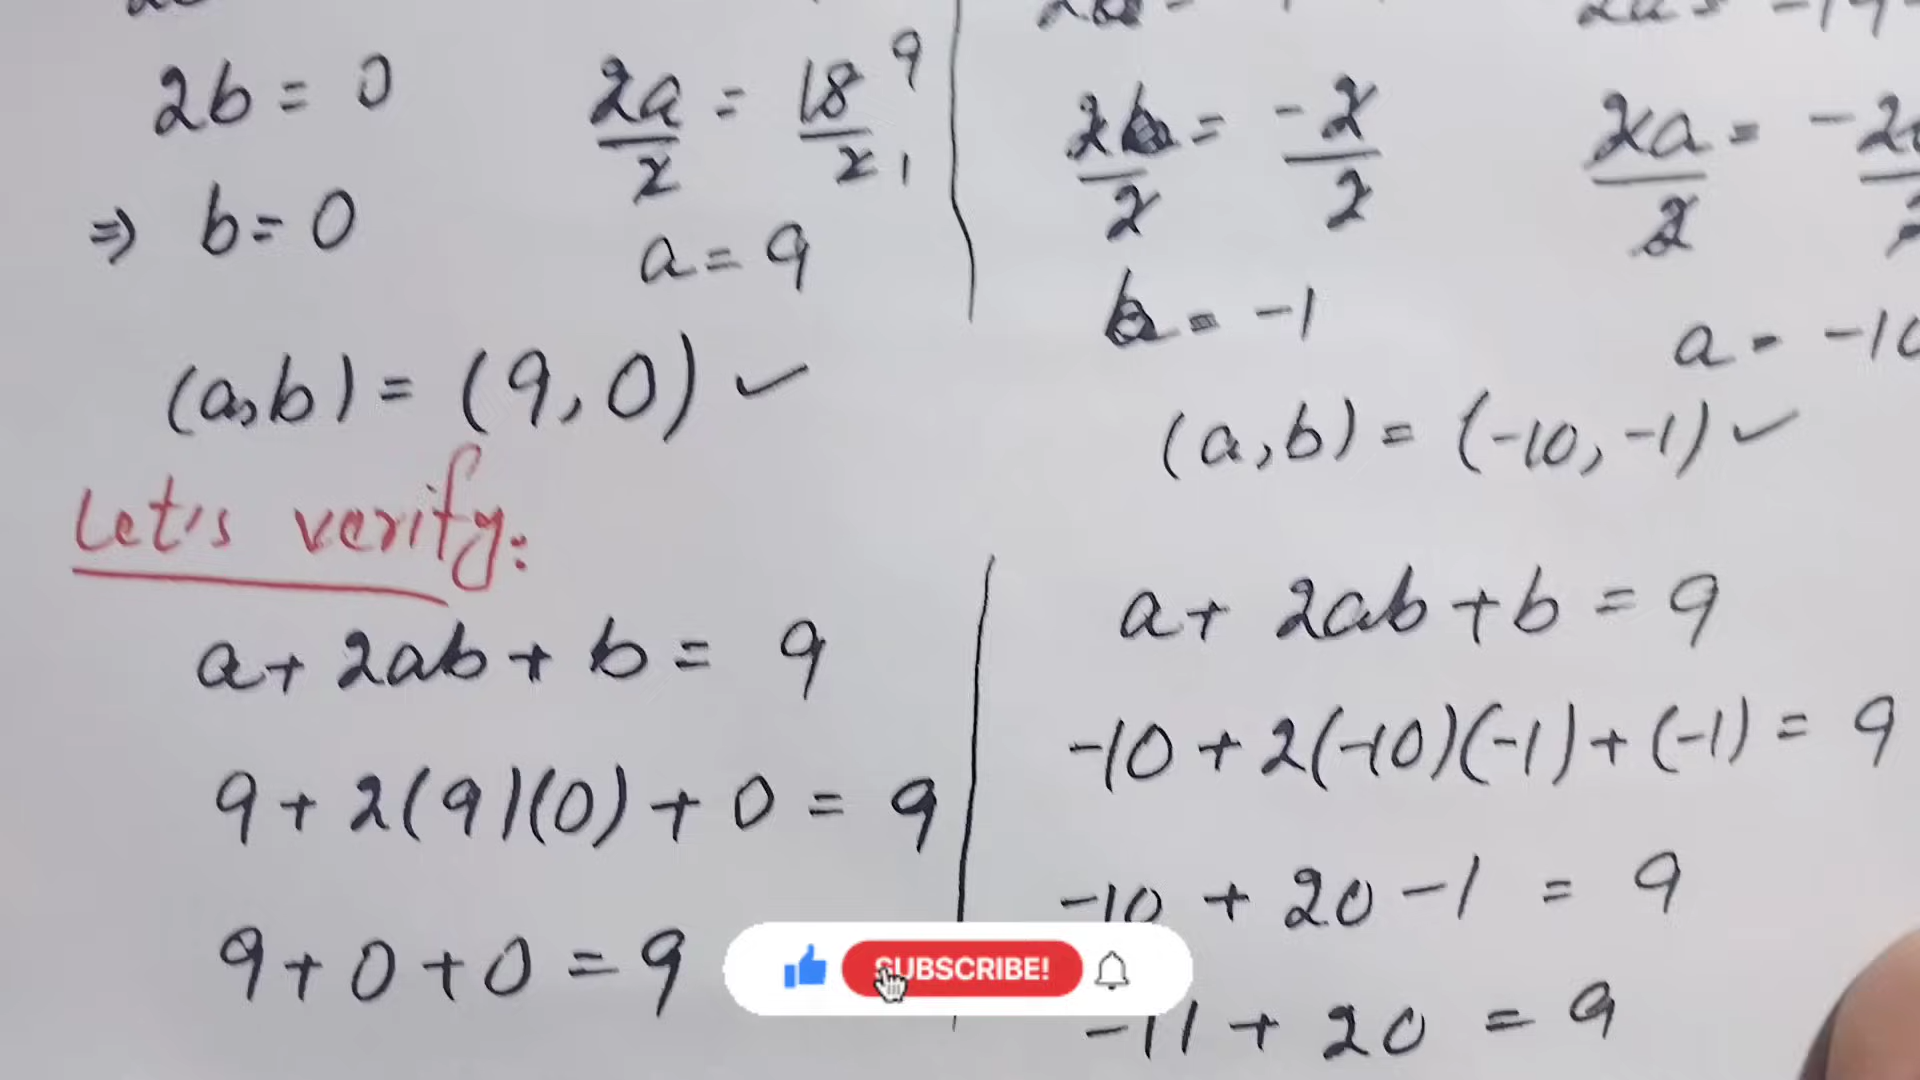 2b = 0
2a/2 = 18/2 9 1
⇒ b = 0
a = 9
(a,b) = (9,0) ✓
2b/2 = -2/2
2a/2 =
b = -1
a =
(a,b) = (-10,-1) ✓
Let's verify:
a + 2ab + b = 9
9 + 2(9)(0) + 0 = 9
9 + 0 + 0 = 9
a + 2ab + b = 9
-10 + 2(-10)(-1) + (-1) = 9
-10 + 20 - 1 = 9
-11 + 20 = 9
SUBSCRIBE!